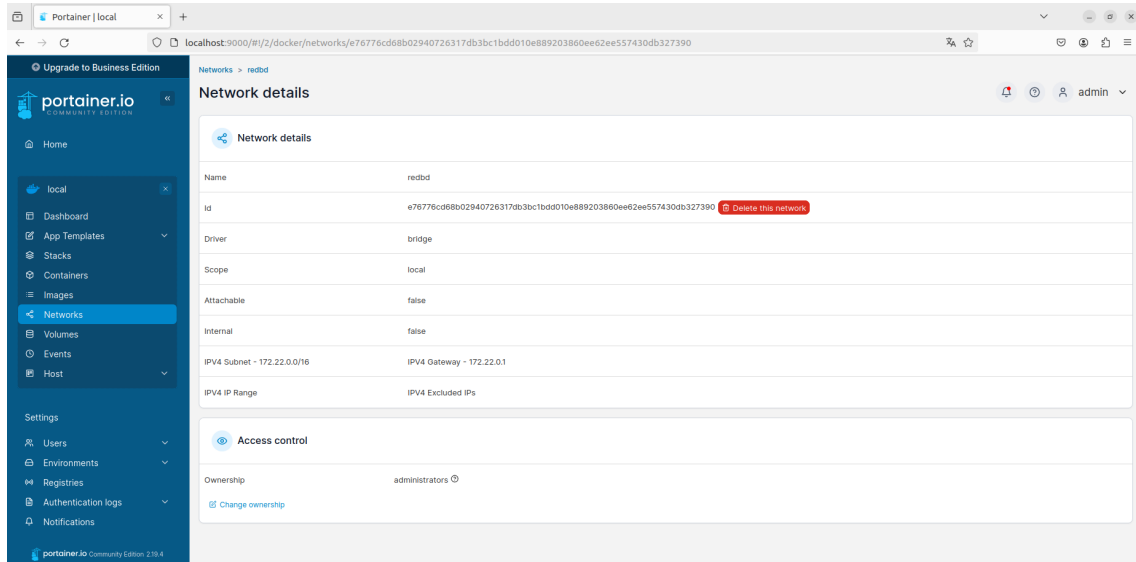 Portainer | local
localhost:9000/#!/2/docker/networks/e76776cd68b02940726317db3bc1bdd010e889203860ee62ee557430db327390
Upgrade to Business Edition
portainer.io
COMMUNITY EDITION
Home
local
Dashboard
App Templates
Stacks
Containers
Images
Networks
Volumes
Events
Host
Settings
Users
Environments
Registries
Authentication logs
Notifications
portainer.io Community Edition 2.19.4
Networks > redbd
Network details
admin
Network details
Name redbd
Id e76776cd68b02940726317db3bc1bdd010e889203860ee62ee557430db327390 Delete this network
Driver bridge
Scope local
Attachable false
Internal false
IPV4 Subnet - 172.22.0.0/16 IPV4 Gateway - 172.22.0.1
IPV4 IP Range IPV4 Excluded IPs
Access control
Ownership administrators
Change ownership